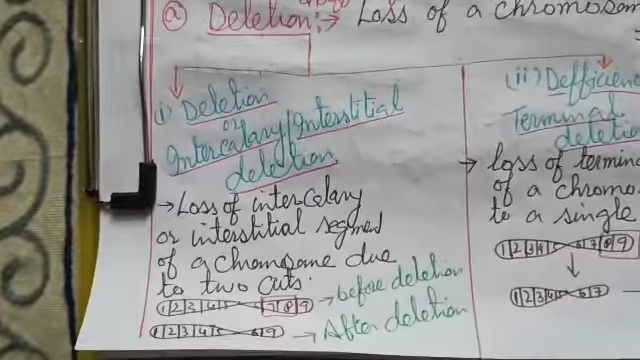 (a) Deletion :→ Loss of a chromosom
(i) Deletion
or
Intercalary/Interstitial
deletion
→ Loss of intercelary
or interstitial segment
of a chromosome due
to two cuts.
1 2 3 4 5 6 7 8 9 → before deletion
1 2 3 4 5 6 9 → After deletion
(ii) Defficien
Terminal
deletio
→ loss of termin
of a chromo
to a single
1 2 3 4 5 6 7 8 9
1 2 3 4 5 6 7